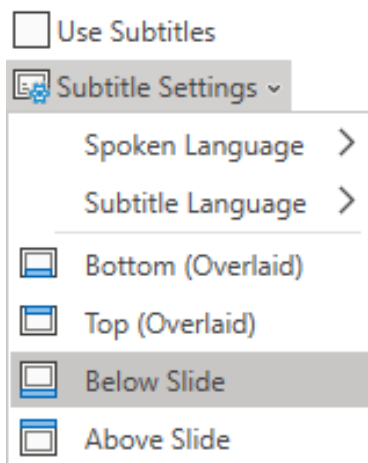 Use Subtitles
Subtitle Settings
Spoken Language
Subtitle Language
Bottom (Overlaid)
Top (Overlaid)
Below Slide
Above Slide